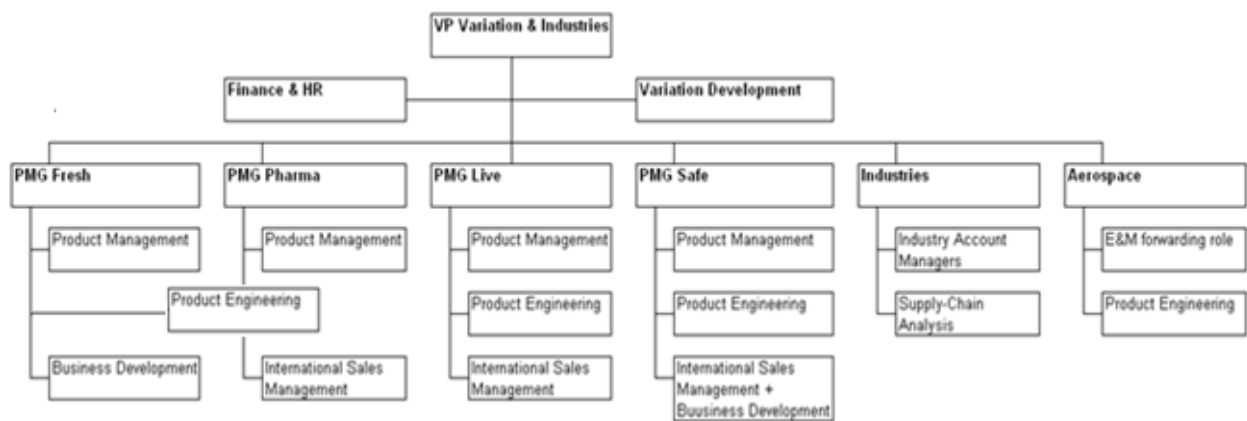 VP Variation & Industries
Finance & HR
Variation Development
PMG Fresh
PMG Pharma
PMG Live
PMG Safe
Industries
Aerospace
Product Management
Product Management
Product Management
Product Management
Industry Account
Managers
E&M forwarding role
Product Engineering
Product Engineering
Product Engineering
Supply-Chain
Analysis
Product Engineering
Business Development
International Sales
Management
International Sales
Management
International Sales
Management +
Buusiness Development